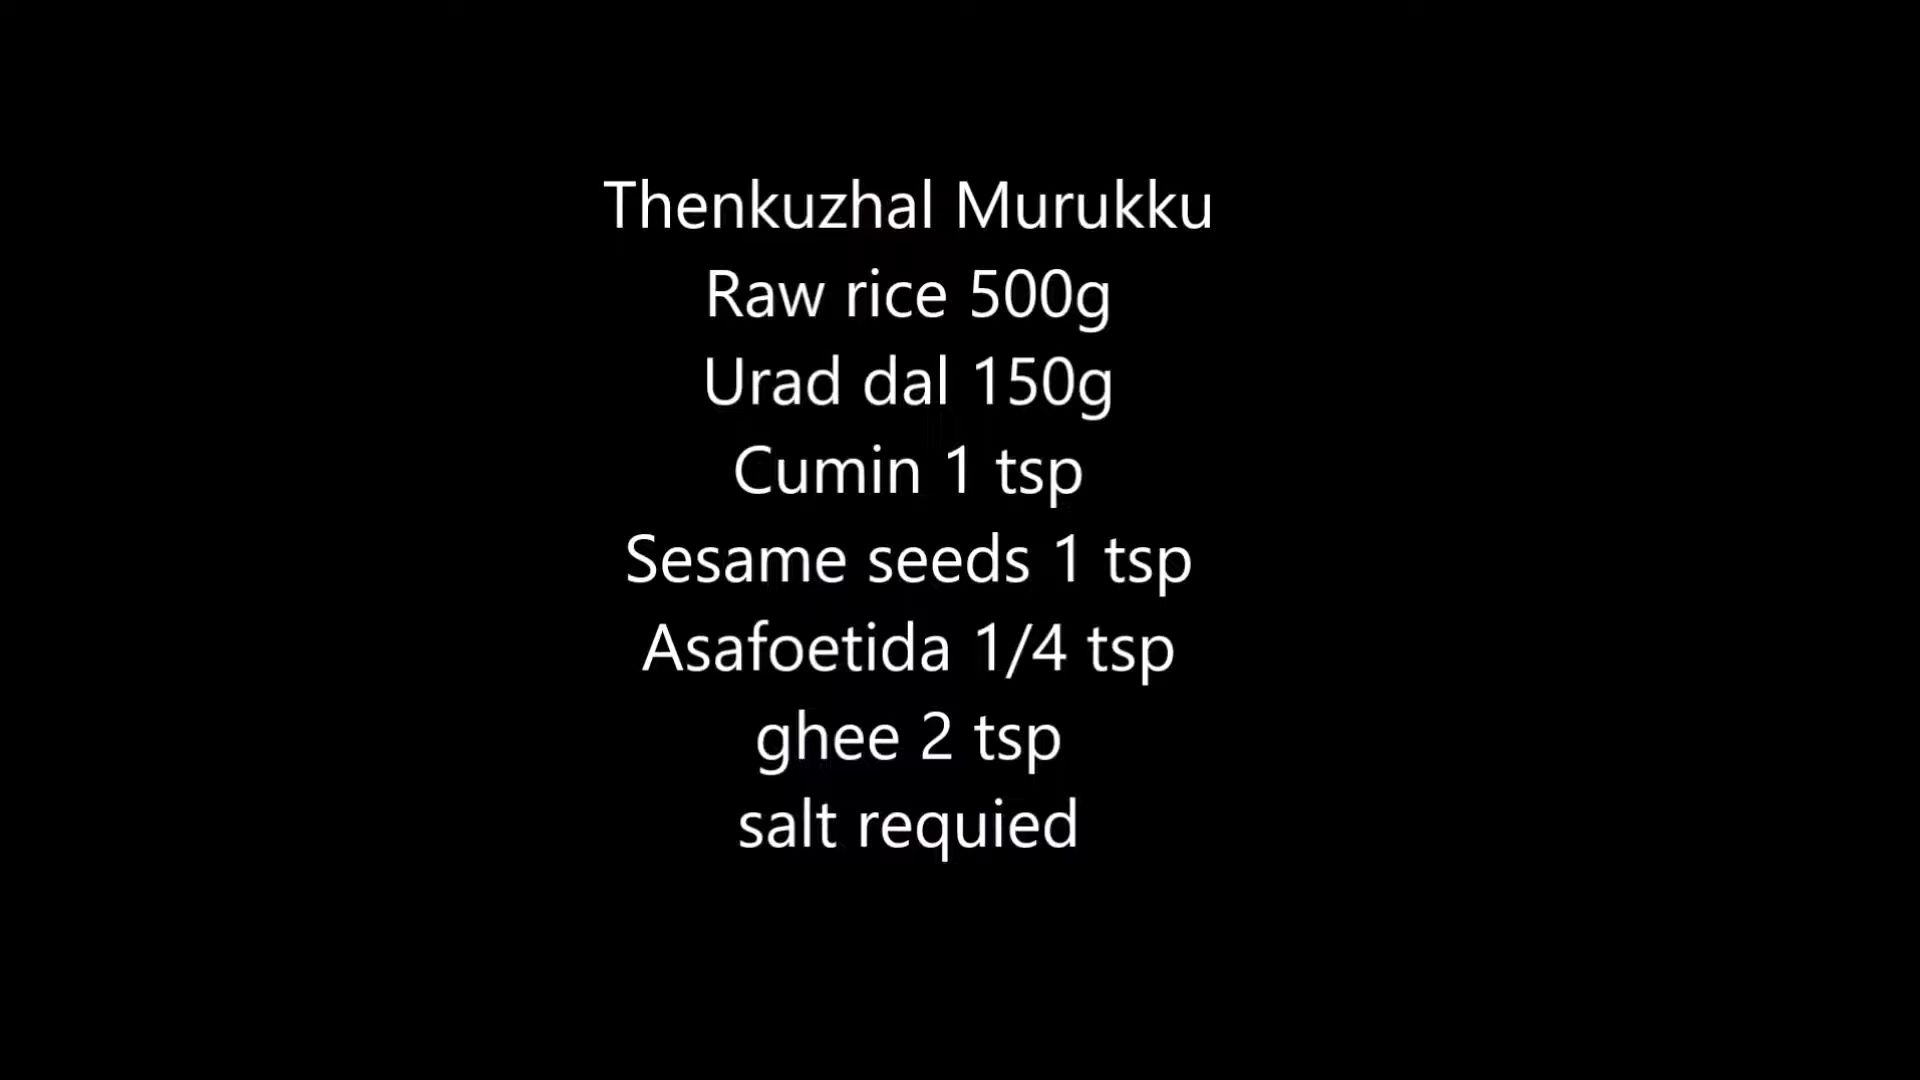 Thenkuzhal Murukku
Raw rice 500g
Urad dal 150g
Cumin 1 tsp
Sesame seeds 1 tsp
Asafoetida 1/4 tsp
ghee 2 tsp
salt requied